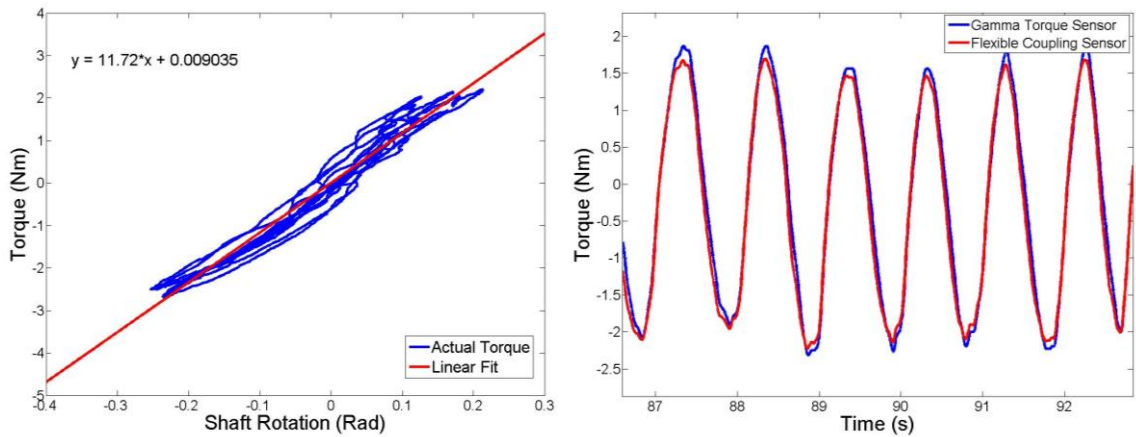 4
3
2
1
0
-1
-2
-3
-4
-5
Torque (Nm)
y = 11.72*x + 0.009035
Actual Torque
Linear Fit
-0.4 -0.3 -0.2 -0.1 0 0.1 0.2 0.3
Shaft Rotation (Rad)
2
1.5
1
0.5
0
-0.5
-1
-1.5
-2
-2.5
Torque (Nm)
Gamma Torque Sensor
Flexible Coupling Sensor
87 88 89 90 91 92
Time (s)